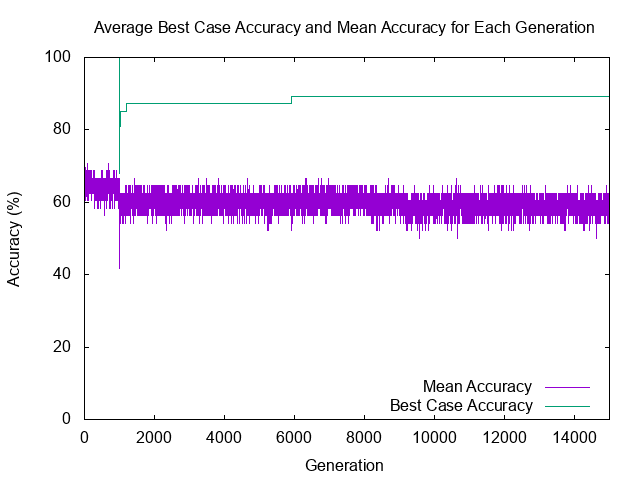 Average Best Case Accuracy and Mean Accuracy for Each Generation
100
80
60
40
20
0
Accuracy (%)
Mean Accuracy
Best Case Accuracy
0 2000 4000 6000 8000 10000 12000 14000
Generation